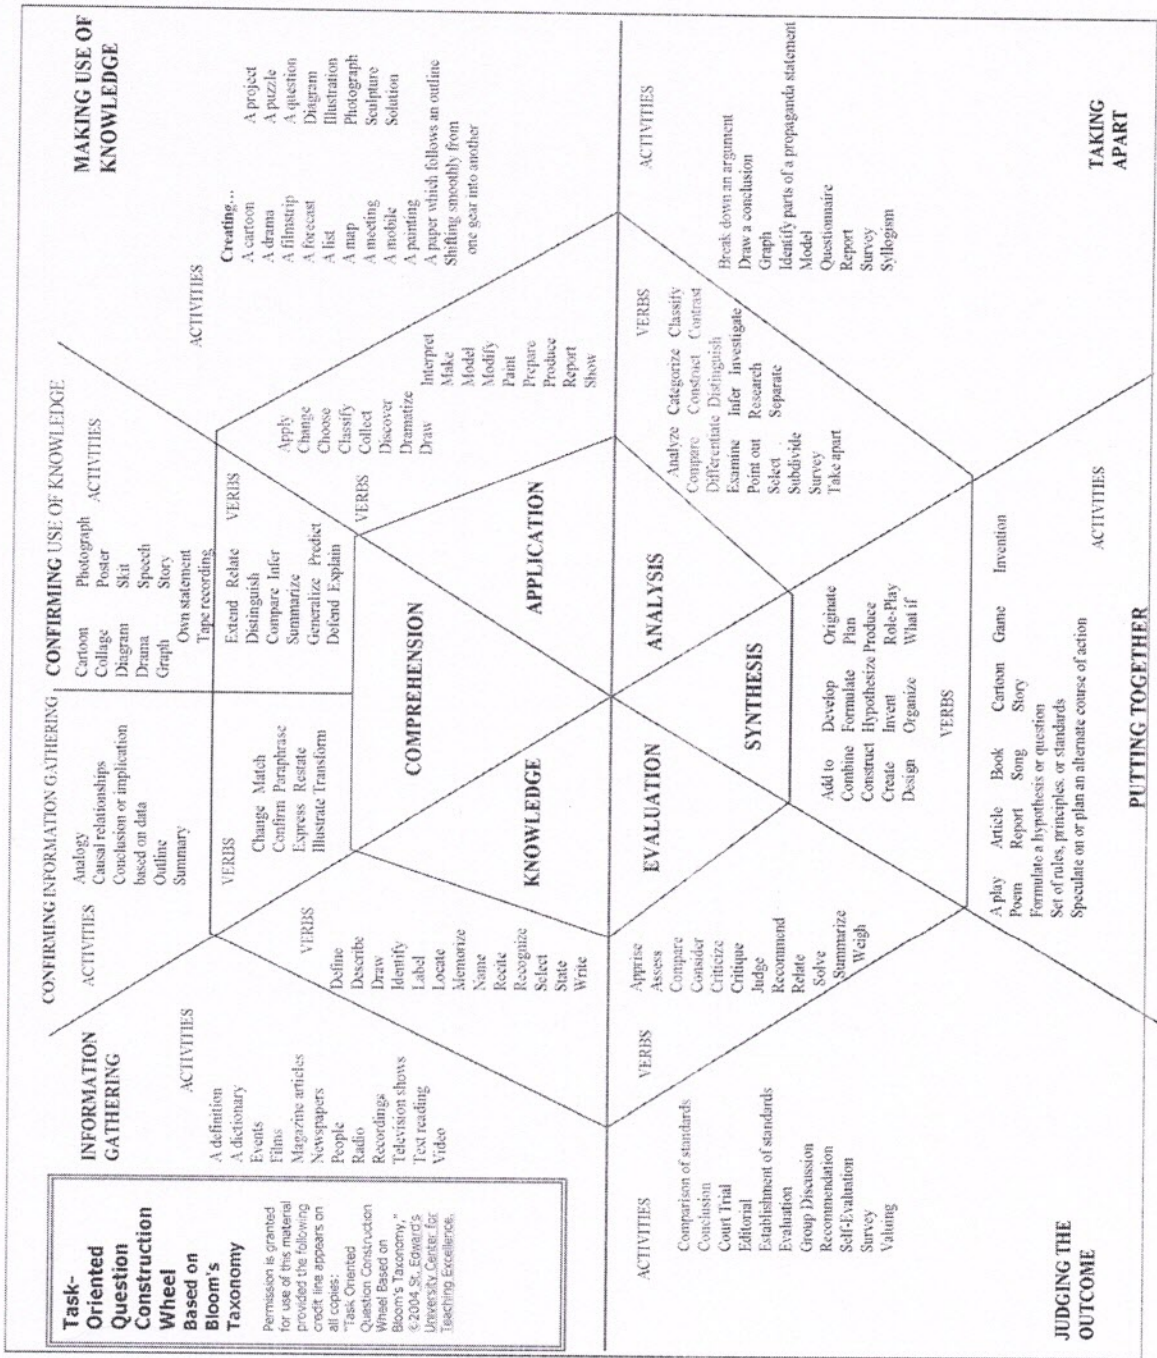 Task-
Oriented
Question
Construction
Wheel
Based on
Bloom's
Taxonomy
Permission is granted
for use of this material
provided the following
credit line appears on
all copies:
"Task Oriented
Question Construction
Wheel Based on
Bloom's Taxonomy,"
©2004 St. Edward's
University Center for
Teaching Excellence.
INFORMATION
GATHERING
ACTIVITIES
A definition
A dictionary
Events
Films
Magazine articles
Newspapers
People
Radio
Recordings
Television shows
Text reading
Video
VERBS
Define
Describe
Draw
Identify
Label
Locate
Memorize
Name
Recite
Recognize
Select
State
Write
KNOWLEDGE
CONFIRMING INFORMATION GATHERING
ACTIVITIES
Analogy
Causal relationships
Conclusion or implication
based on data
Outline
Summary
VERBS
Change Match
Confirm Paraphrase
Express Restate
Illustrate Transform
COMPREHENSION
CONFIRMING USE OF KNOWLEDGE
ACTIVITIES
Cartoon Photograph
Collage Poster
Diagram Skit
Drama Speech
Graph Story
Own statement
Tape recording
VERBS
Extend Relate
Distinguish
Compare Infer
Summarize
Generalize Predict
Defend Explain
MAKING USE OF
KNOWLEDGE
ACTIVITIES
Creating...
A cartoon A project
A drama A puzzle
A filmstrip A question
A forecast Diagram
A list Illustration
A map Photograph
A meeting Sculpture
A mobile Solution
A painting
A paper which follows an outline
Shifting smoothly from
one gear into another
VERBS
Apply
Change
Choose
Classify
Collect
Discover
Dramatize
Draw
Interpret
Make
Model
Modify
Paint
Prepare
Produce
Report
Show
APPLICATION
ANALYSIS
VERBS
Analyze Categorize Classify
Compare Construct Contrast
Differentiate Distinguish
Examine Infer Investigate
Point out Research
Select Separate
Subdivide
Survey
Take apart
ACTIVITIES
Break down an argument
Draw a conclusion
Graph
Identify parts of a propaganda statement
Model
Questionnaire
Report
Survey
Syllogism
TAKING
APART
SYNTHESIS
Add to Develop Originate
Combine Formulate Plan
Construct Hypothesize Produce
Create Invent Role-Play
Design Organize What if
VERBS
A play Article Book Cartoon Game Invention
Poem Report Song Story
Formulate a hypothesis or question
Set of rules, principles, or standards
Speculate on or plan an alternate course of action
ACTIVITIES
PUTTING TOGETHER
EVALUATION
Apprise
Assess
Compare
Consider
Criticize
Critique
Judge
Recommend
Relate
Solve
Summarize
Weigh
VERBS
ACTIVITIES
Comparison of standards
Conclusion
Court Trial
Editorial
Establishment of standards
Evaluation
Group Discussion
Recommendation
Self-Evaluation
Survey
Valuing
JUDGING THE
OUTCOME